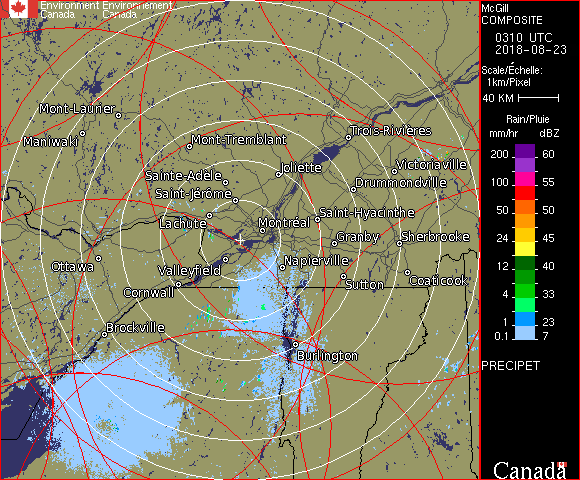 Environment Environnement
Canada Canada
McGill
COMPOSITE
0310 UTC
2018-08-23
Scale/Échelle:
1km/Pixel
40 KM
Rain/Pluie
mm/hr dBZ
200 60
100 55
50 50
24 45
12 40
4 33
1 23
0.1 7
PRECIPET
Canada
Mont-Laurier
Maniwaki
Mont-Tremblant
Trois-Rivières
Joliette
Victoriaville
Sainte-Adèle
Drummondville
Saint-Jérôme
Saint-Hyacinthe
Lachute
Montréal
Granby
Sherbrooke
Ottawa
Valleyfield
Napierville
Sutton
Coaticook
Cornwall
Brockville
Burlington